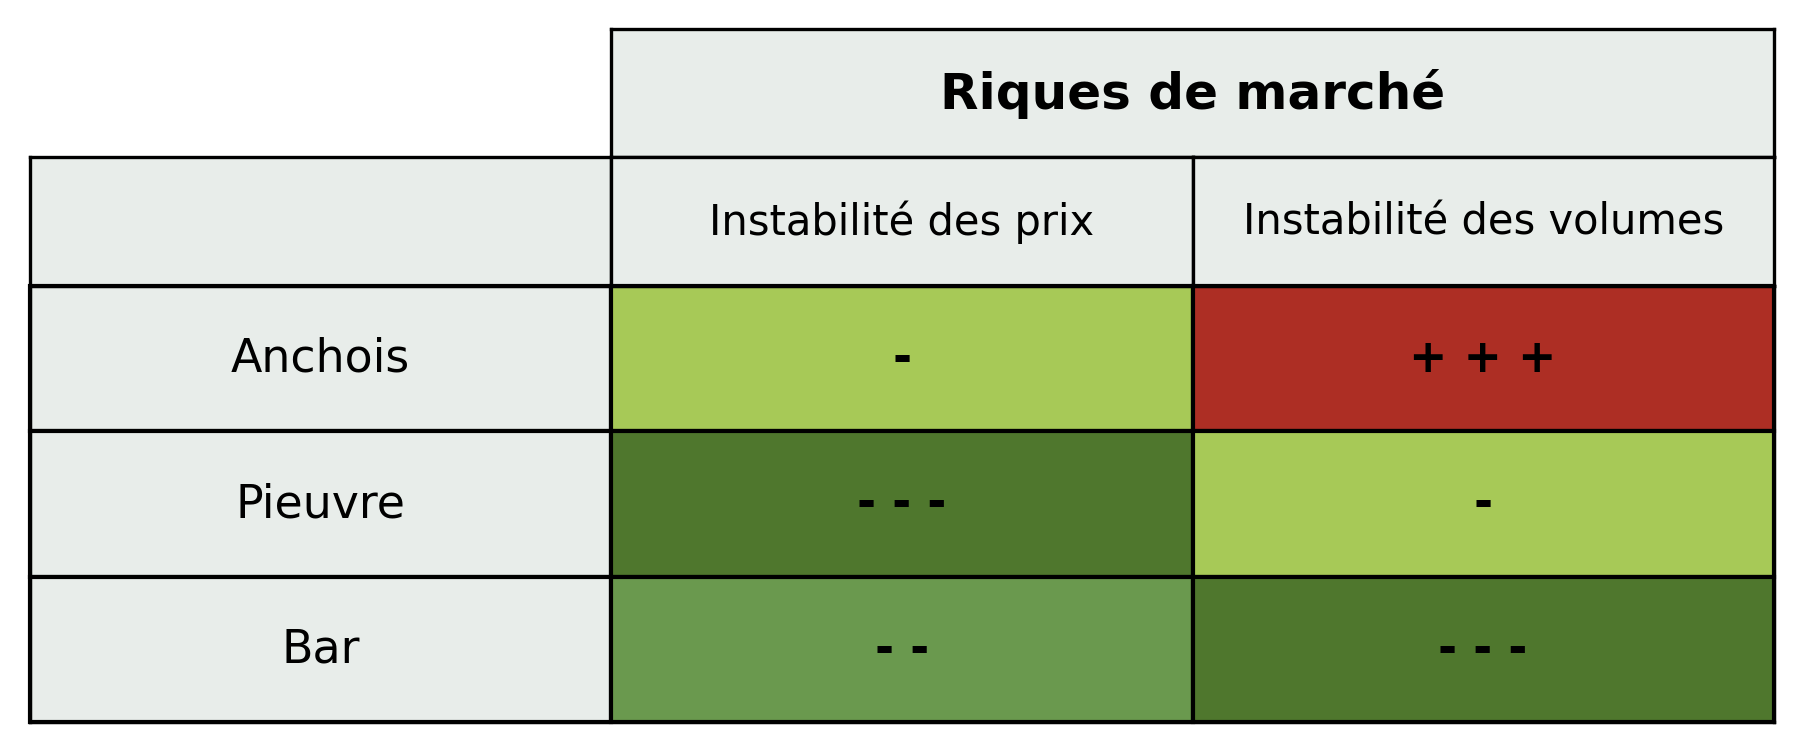 Riques de marché
Instabilité des prix Instabilité des volumes
Anchois - + + +
Pieuvre - - - -
Bar - - - - -